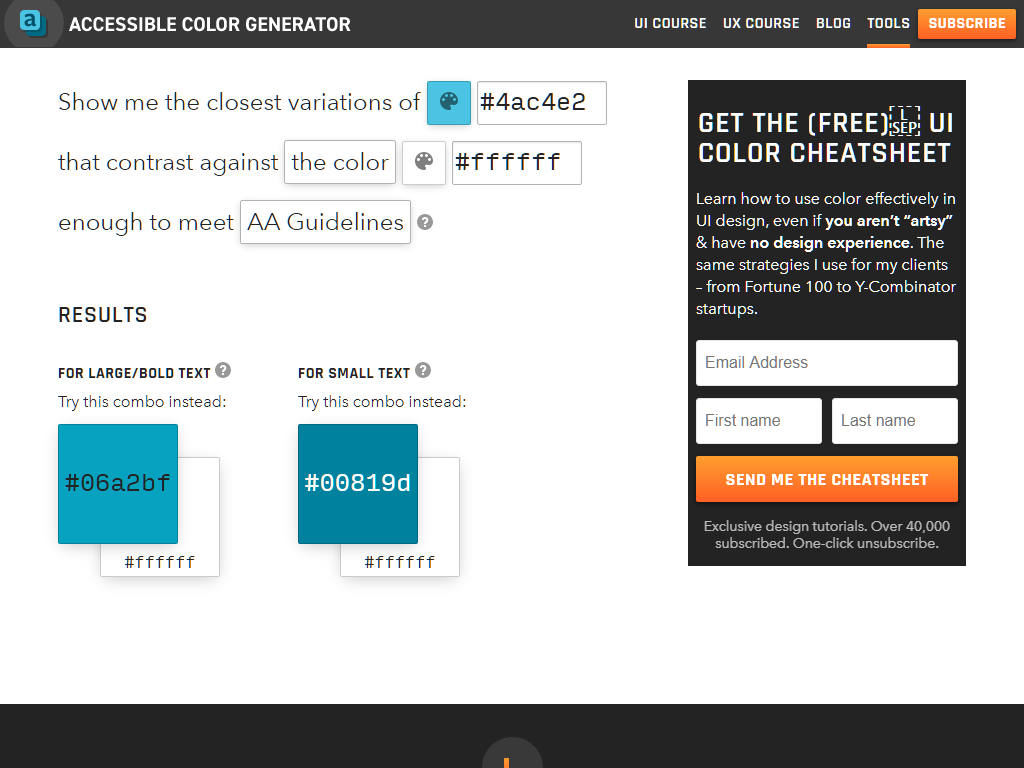 a
ACCESSIBLE COLOR GENERATOR
UI COURSE
UX COURSE
BLOG
TOOLS
SUBSCRIBE
Show me the closest variations of #4ac4e2
that contrast against the color #ffffff
enough to meet AA Guidelines ?
RESULTS
FOR LARGE/BOLD TEXT ?
Try this combo instead:
#06a2bf
#ffffff
FOR SMALL TEXT ?
Try this combo instead:
#00819d
#ffffff
GET THE (FREE) L SEP UI
COLOR CHEATSHEET
Learn how to use color effectively in
UI design, even if you aren’t “artsy”
& have no design experience. The
same strategies I use for my clients
– from Fortune 100 to Y-Combinator
startups.
Email Address
First name
Last name
SEND ME THE CHEATSHEET
Exclusive design tutorials. Over 40,000
subscribed. One-click unsubscribe.